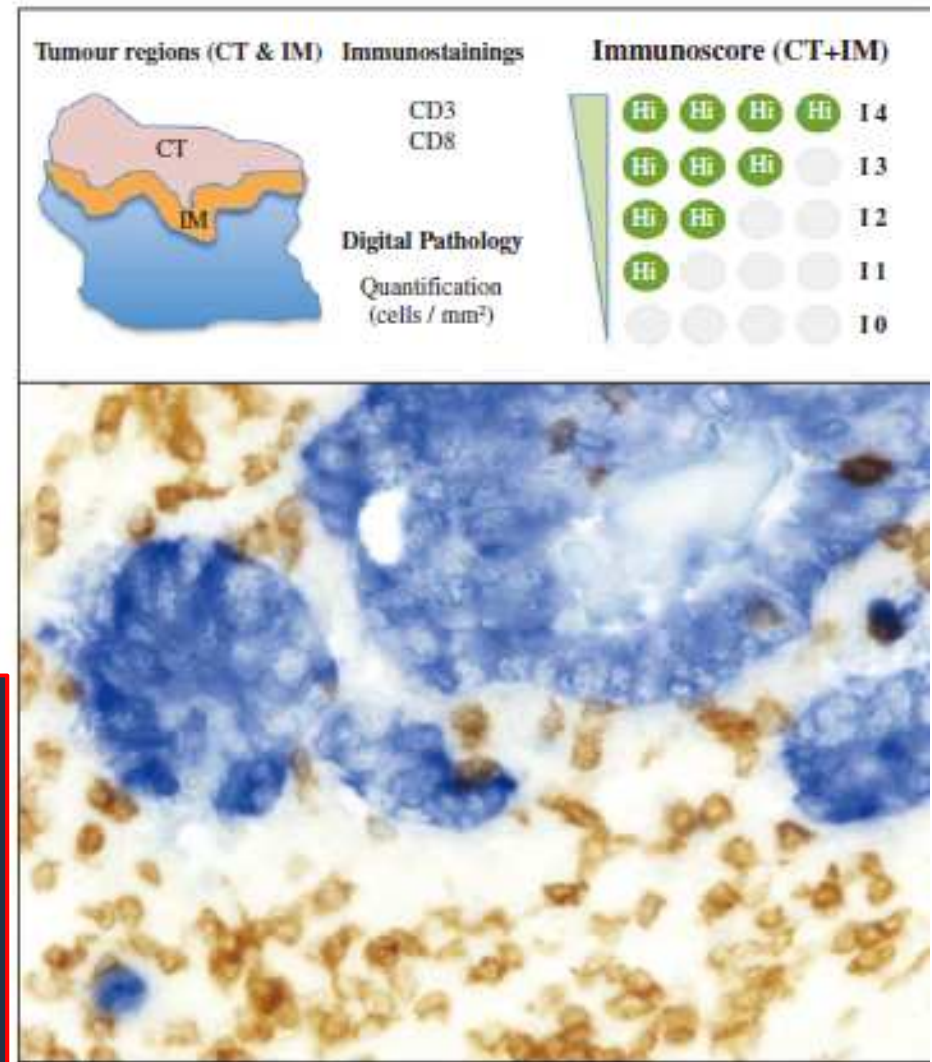 Tumour regions (CT & IM)
CT
IM
Immunostainings
CD3
CD8
Digital Pathology
Quantification
(cells / mm²)
Immunoscore (CT+IM)
Hi Hi Hi Hi I 4
Hi Hi Hi I 3
Hi Hi I 2
Hi I 1
I 0